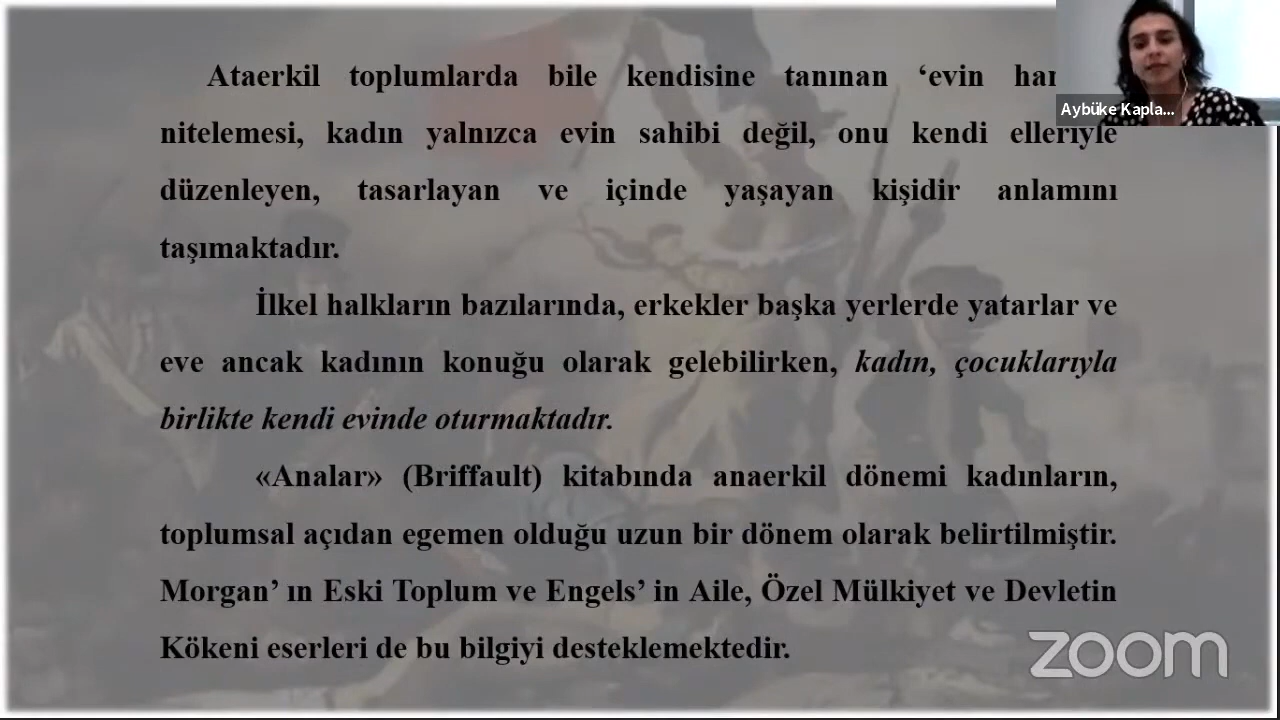 Ataerkil toplumlarda bile kendisine tanınan ‘evin
nitelemesi, kadın yalnızca evin sahibi değil, onu kendi elleriyle
düzenleyen, tasarlayan ve içinde yaşayan kişidir anlamını
taşımaktadır.
İlkel halkların bazılarında, erkekler başka yerlerde yatarlar ve
eve ancak kadının konuğu olarak gelebilirken, kadın, çocuklarıyla
birlikte kendi evinde oturmaktadır.
«Analar» (Briffault) kitabında anaerkil dönemi kadınların,
toplumsal açıdan egemen olduğu uzun bir dönem olarak belirtilmiştir.
Morgan’ ın Eski Toplum ve Engels’ in Aile, Özel Mülkiyet ve Devletin
Kökeni eserleri de bu bilgiyi desteklemektedir.
Aybüke Kapla...
zoom